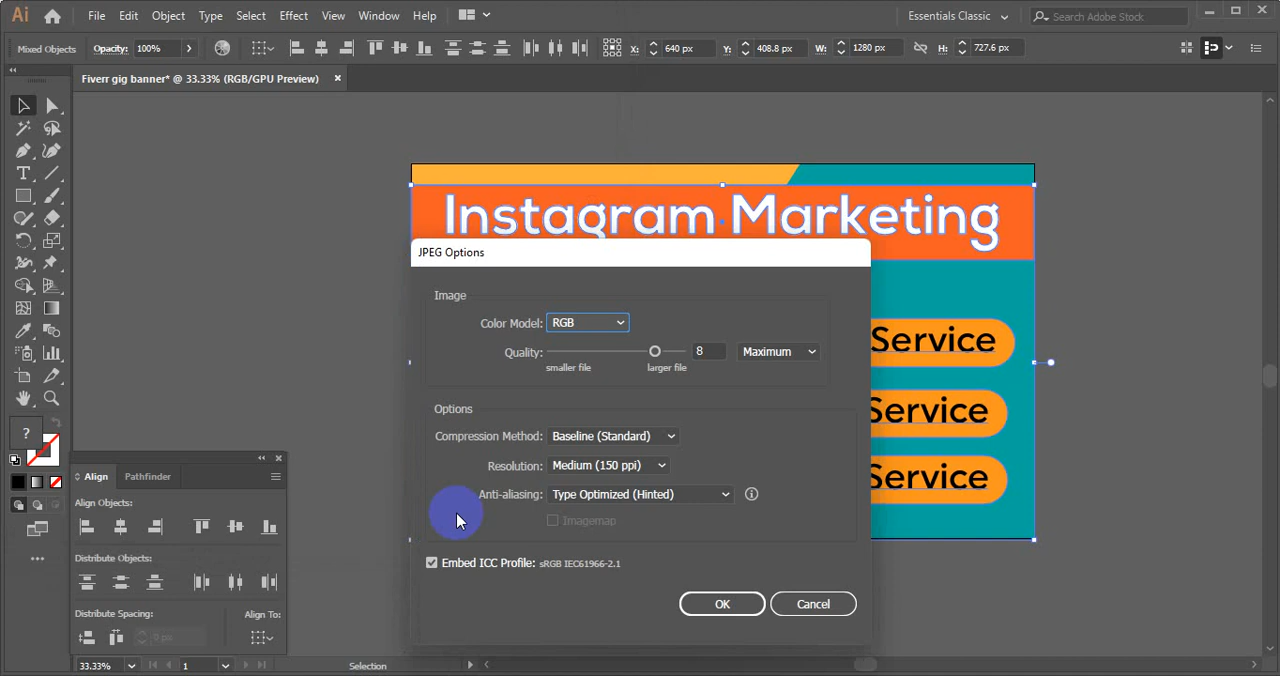 Ai File Edit Object Type Select Effect View Window Help Essentials Classic Search Adobe Stock
Mixed Objects Opacity: 100% X: 640 px Y: 408.8 px W: 1280 px H: 727.6 px
Fiverr gig banner* @ 33.33% (RGB/GPU Preview) ×
Instagram Marketing
JPEG Options
Image
Color Model: RGB
Quality: 8 Maximum
smaller file larger file
Service
Options
Service
Compression Method: Baseline (Standard)
Resolution: Medium (150 ppi)
Service
Anti-aliasing: Type Optimized (Hinted)
Imagemap
Embed ICC Profile: sRGB IEC61966-2.1
OK Cancel
?
Align Pathfinder
Align Objects:
Distribute Objects:
Distribute Spacing: Align To:
0 px
33.33% 1 Selection